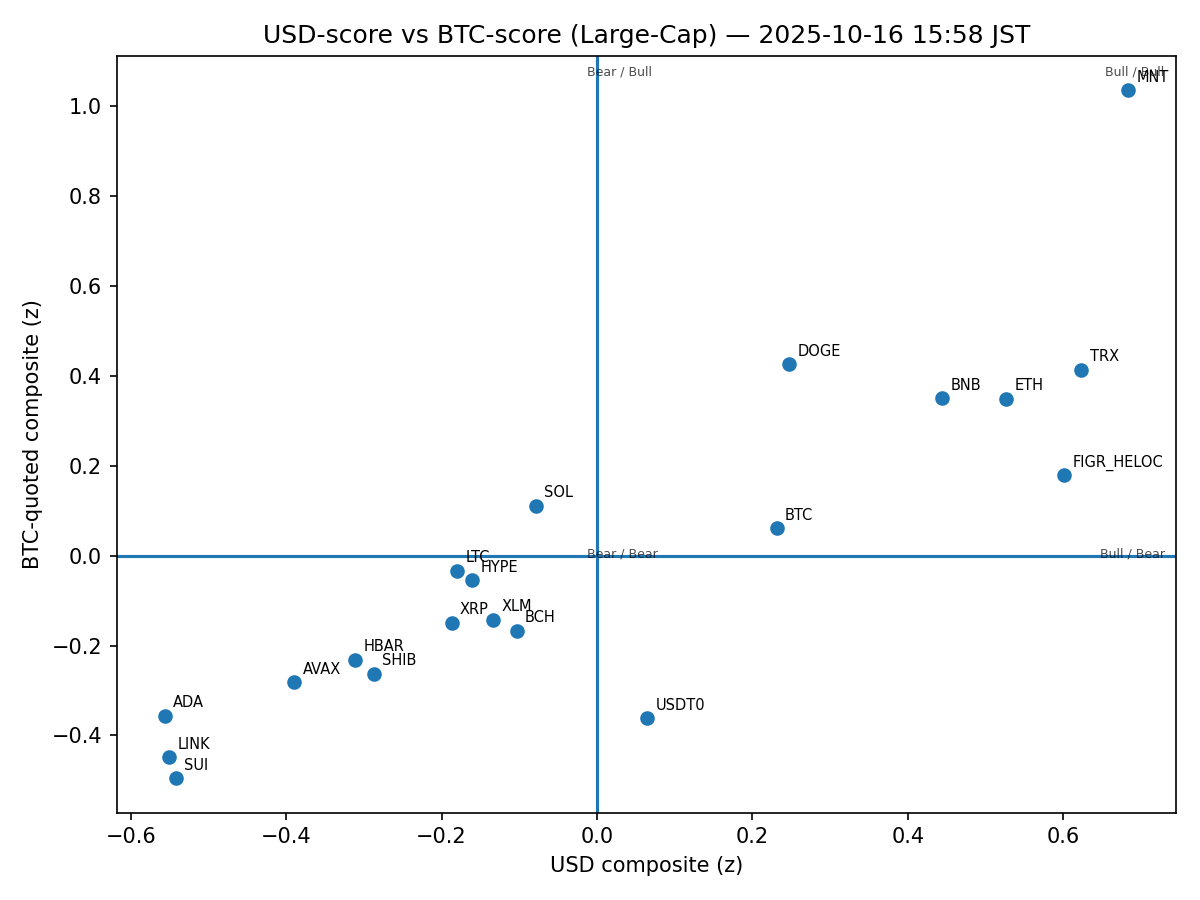 USD-score vs BTC-score (Large-Cap) — 2025-10-16 15:58 JST
Bear / Bull
Bull / Bull
MNT
1.0
0.8
0.6
0.4
0.2
0.0
−0.2
−0.4
BTC-quoted composite (z)
DOGE
TRX
BNB
ETH
FIGR_HELOC
SOL
BTC
Bear / Bear
Bull / Bear
LTC
HYPE
XRP
XLM
BCH
HBAR
SHIB
AVAX
ADA
USDT0
LINK
SUI
−0.6
−0.4
−0.2
0.0
0.2
0.4
0.6
USD composite (z)